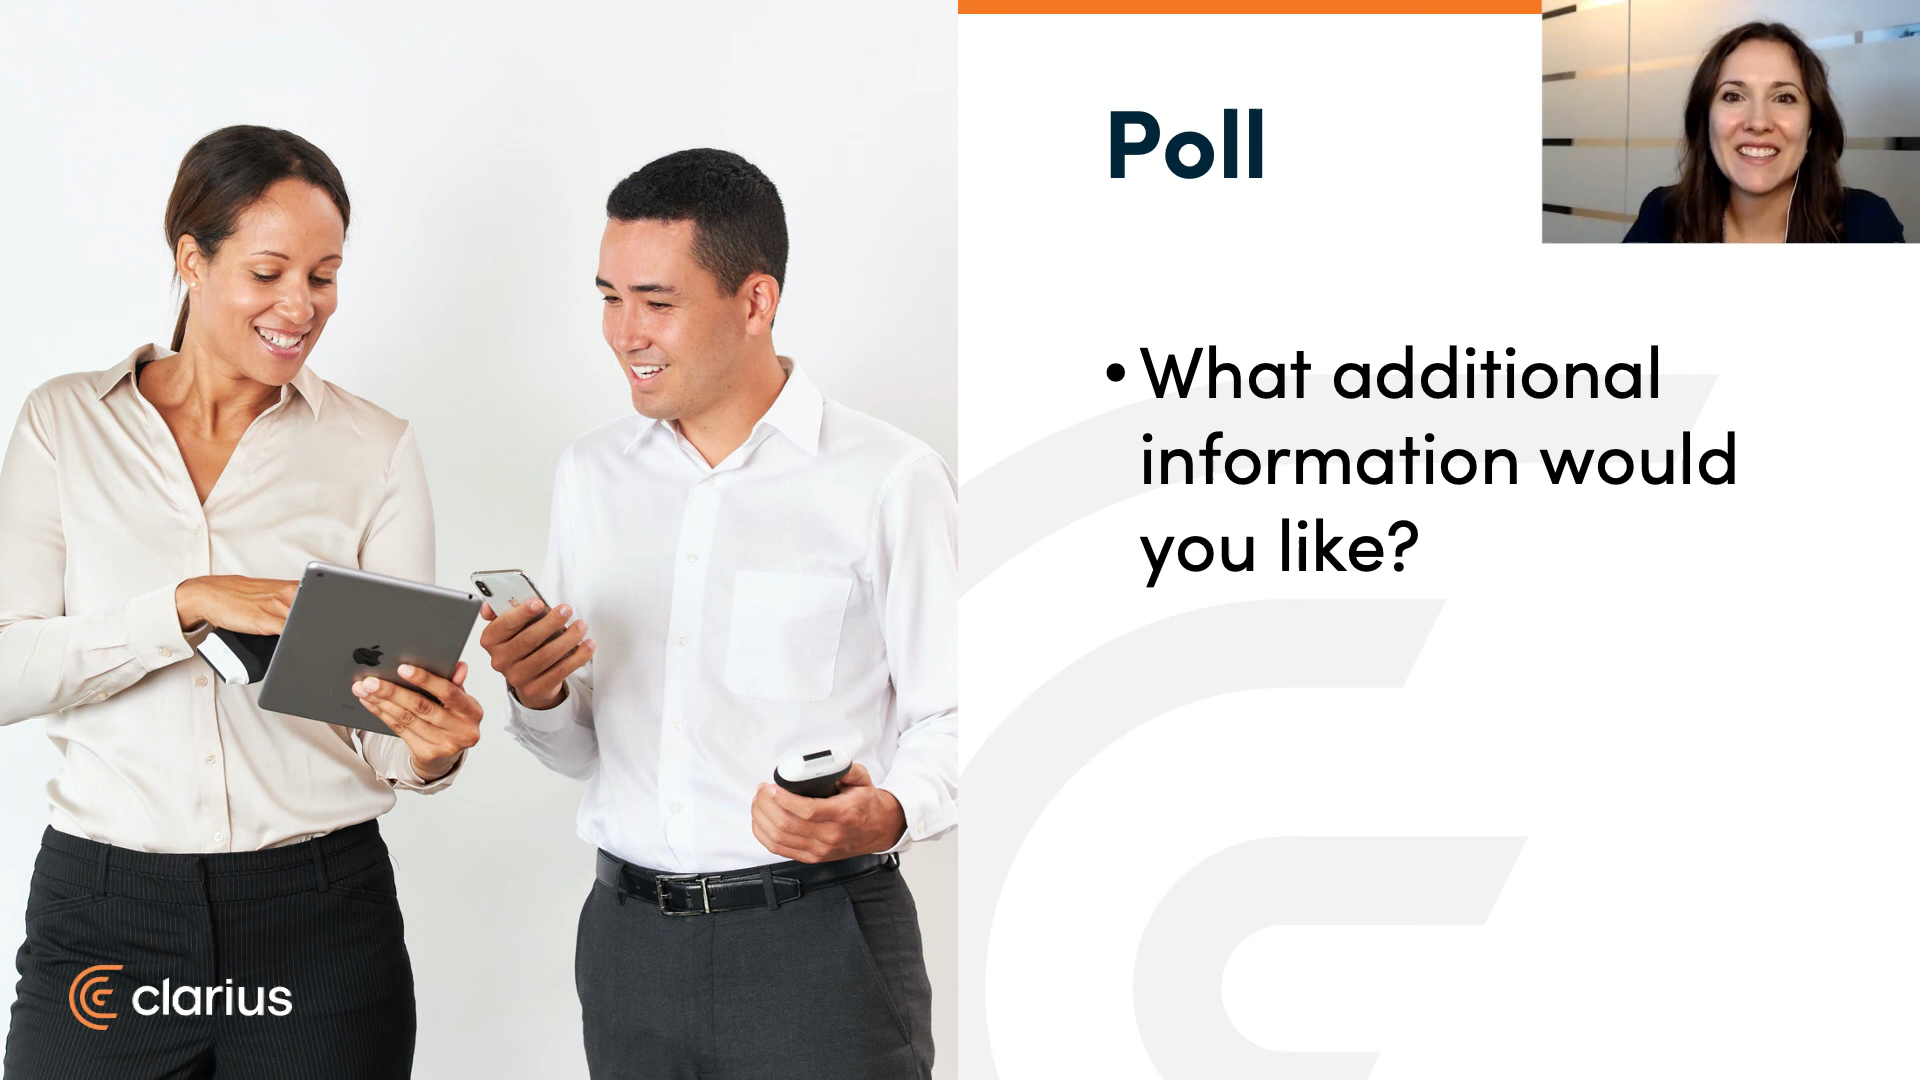 Poll
• What additional
information would
you like?
clarius